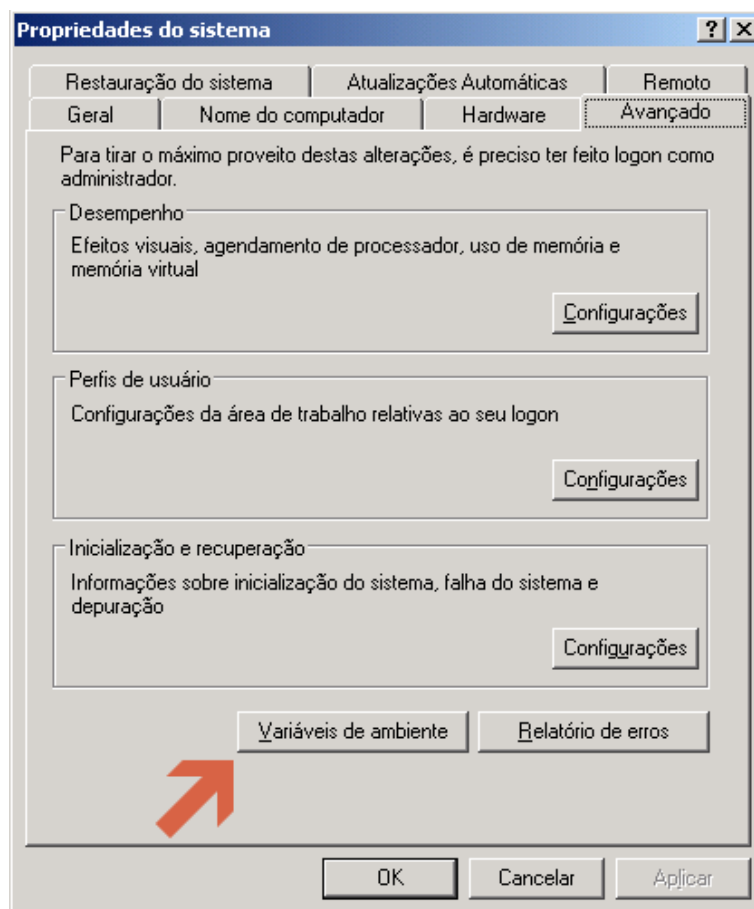 Propriedades do sistema
Restauração do sistema
Atualizações Automáticas
Remoto
Geral
Nome do computador
Hardware
Avançado
Para tirar o máximo proveito destas alterações, é preciso ter feito logon como
administrador.
Desempenho
Efeitos visuais, agendamento de processador, uso de memória e
memória virtual
Configurações
Perfis de usuário
Configurações da área de trabalho relativas ao seu logon
Configurações
Inicialização e recuperação
Informações sobre inicialização do sistema, falha do sistema e
depuração
Configurações
Variáveis de ambiente
Relatório de erros
OK
Cancelar
Aplicar